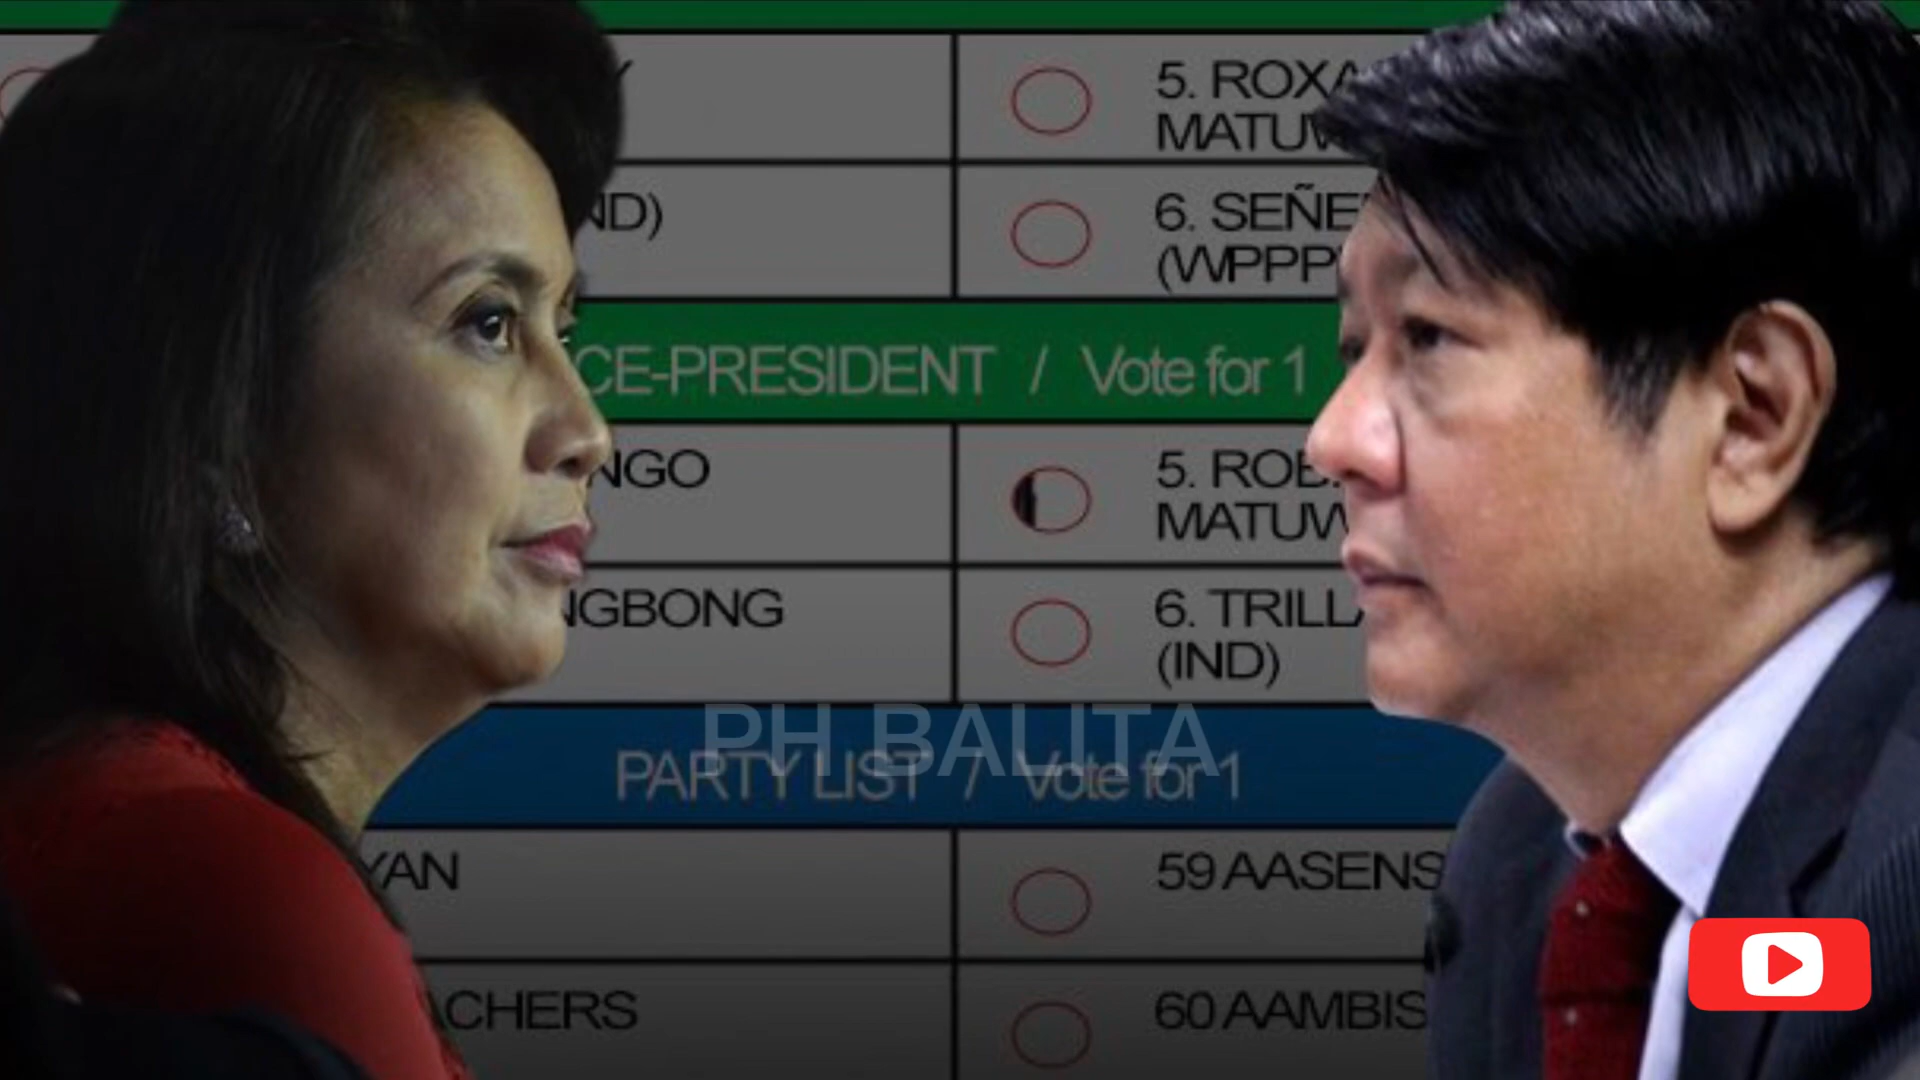 5. ROXA
MATUW
ND)
6. SEÑE
(WPPP
CE-PRESIDENT / Vote for 1
NGO
5. ROB
MATUW
NGBONG
6. TRILLA
(IND)
PH BALITA
PARTY LIST / Vote for 1
YAN
59 AASENS
ACHERS
60 AAMBIS